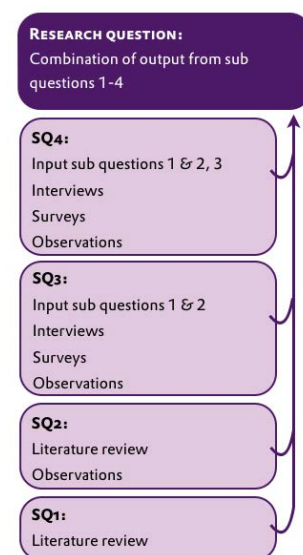 RESEARCH QUESTION:
Combination of output from sub
questions 1-4
SQ4:
Input sub questions 1 & 2, 3
Interviews
Surveys
Observations
SQ3:
Input sub questions 1 & 2
Interviews
Surveys
Observations
SQ2:
Literature review
Observations
SQ1:
Literature review